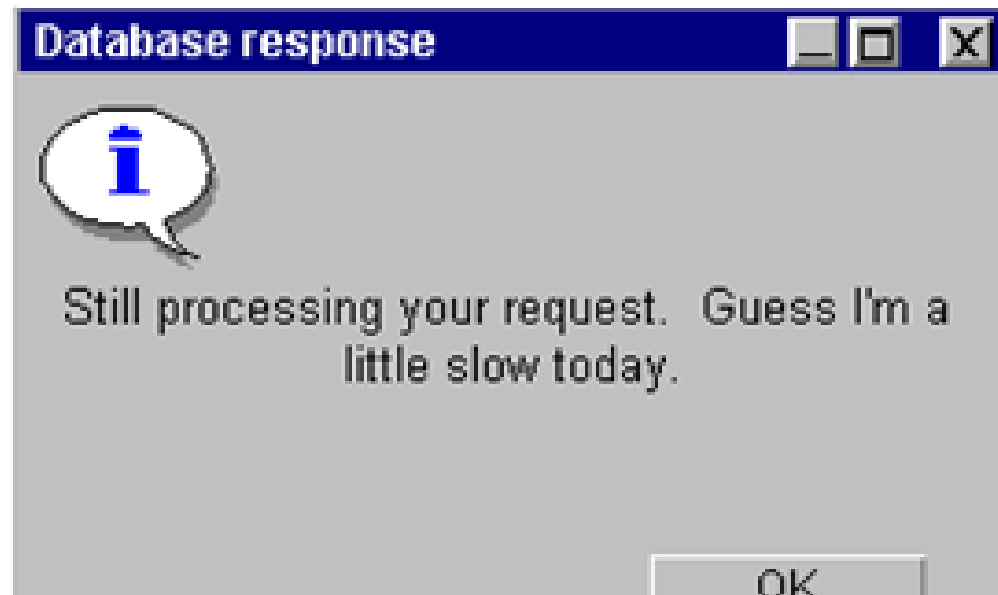 Database response
Still processing your request.  Guess I'm a
little slow today.
OK